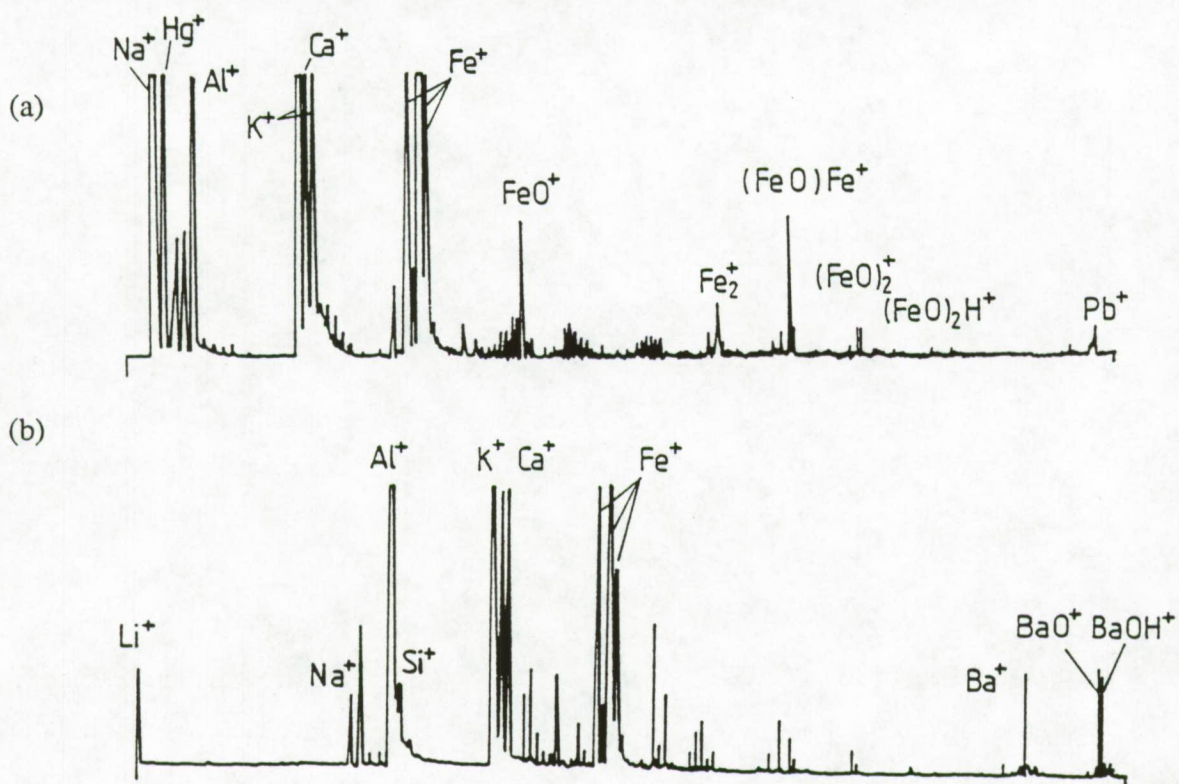 (a)
Na⁺ Hg⁺ Al⁺ K⁺ Ca⁺ Fe⁺ FeO⁺ Fe₂⁺ (FeO)Fe⁺ (FeO)₂⁺ (FeO)₂H⁺ Pb⁺
(b)
Li⁺ Na⁺ Al⁺ Si⁺ K⁺ Ca⁺ Fe⁺ Ba⁺ BaO⁺ BaOH⁺